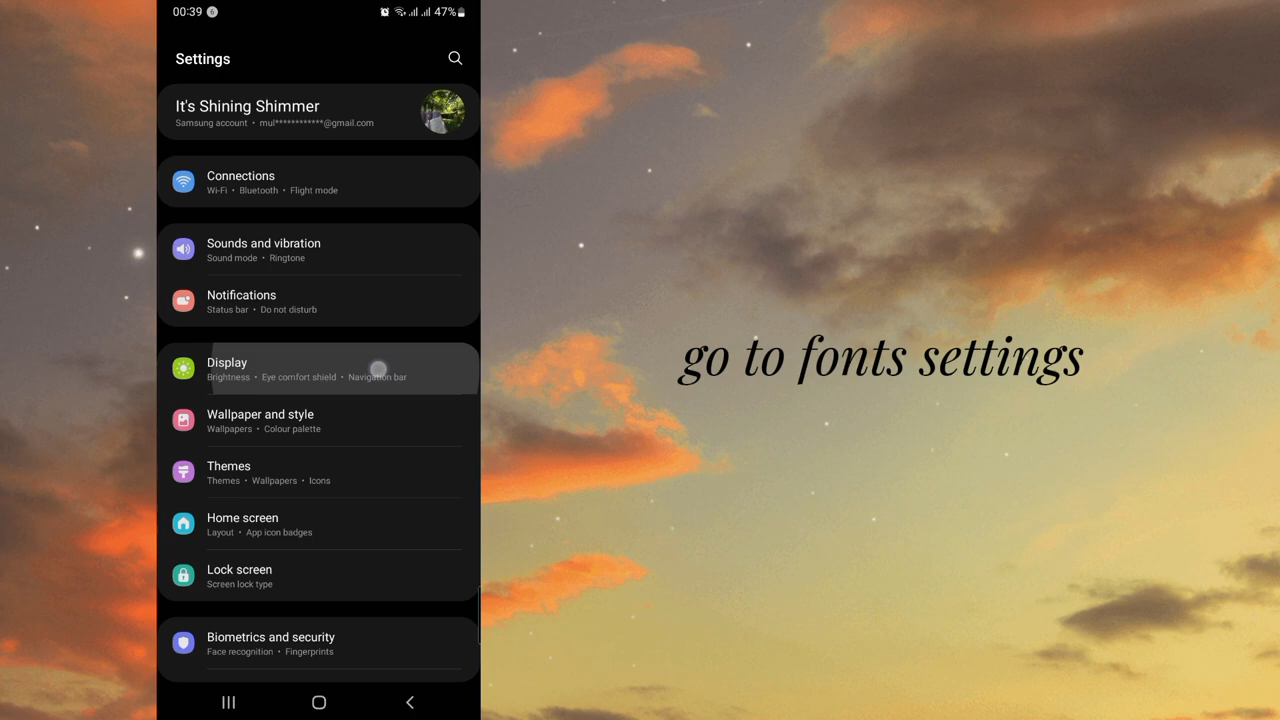 00:39 6 47%
Settings
It's Shining Shimmer
Samsung account • mul************@gmail.com
Connections
Wi-Fi • Bluetooth • Flight mode
Sounds and vibration
Sound mode • Ringtone
Notifications
Status bar • Do not disturb
Display
Brightness • Eye comfort shield • Navigation bar
Wallpaper and style
Wallpapers • Colour palette
Themes
Themes • Wallpapers • Icons
Home screen
Layout • App icon badges
Lock screen
Screen lock type
Biometrics and security
Face recognition • Fingerprints
go to fonts settings